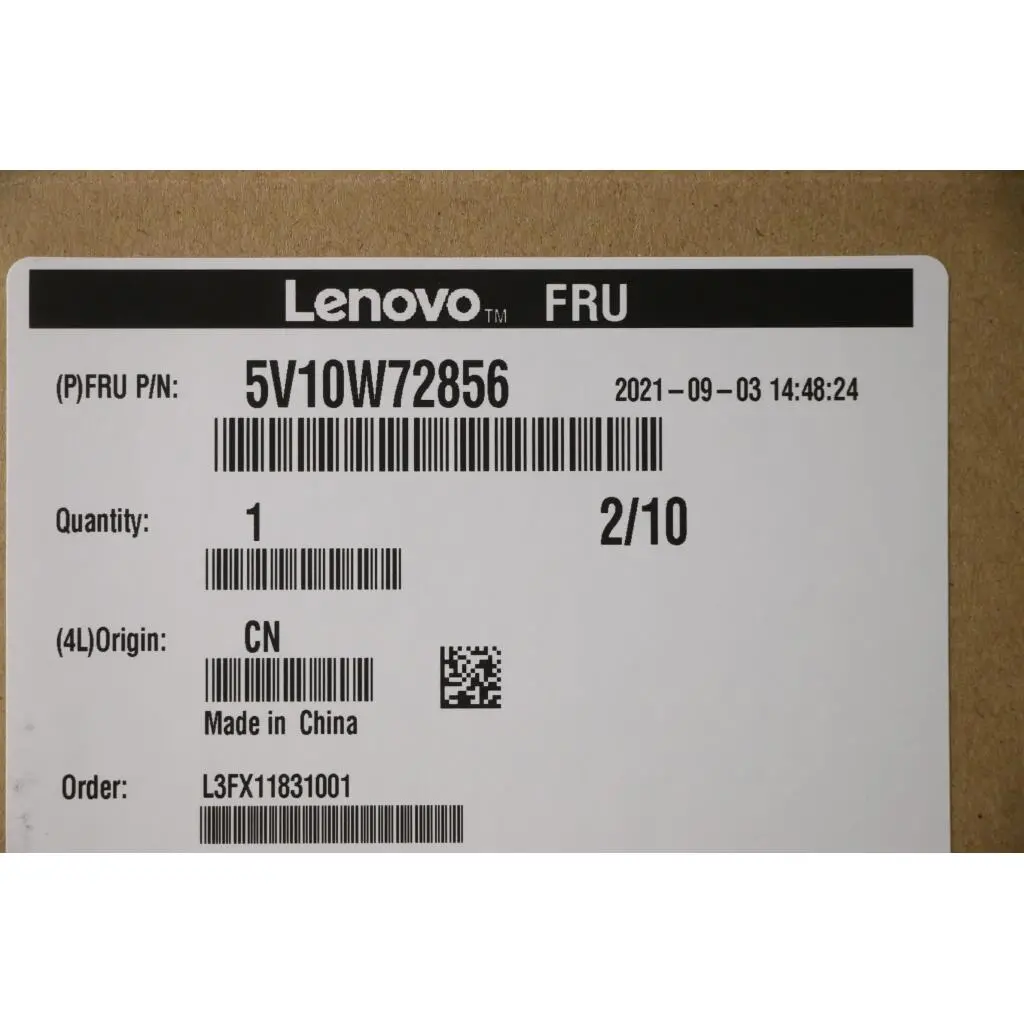 Lenovo™ FRU
(P)FRU P/N: 5V10W72856 2021-09-03 14:48:24
Quantity: 1 2/10
(4L)Origin: CN
Made in China
Order: L3FX11831001